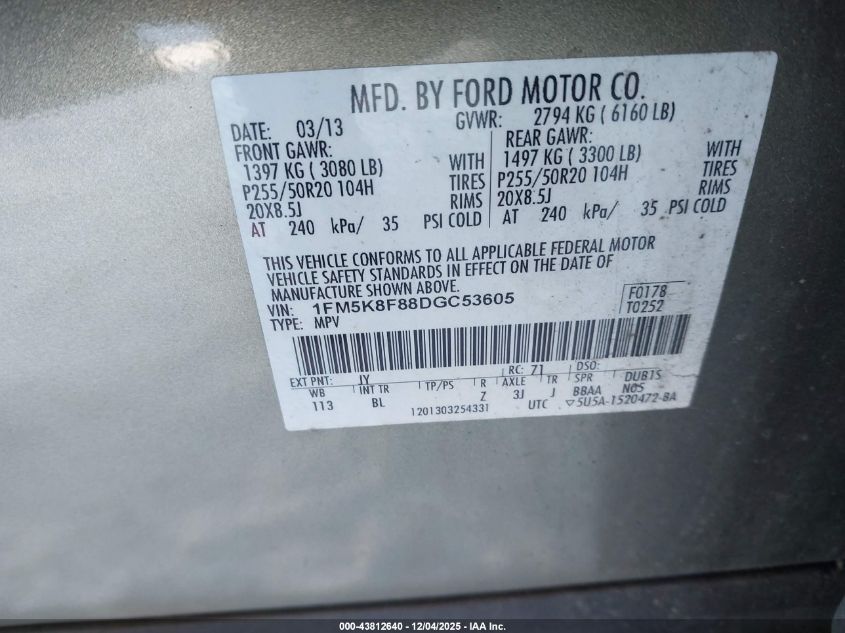 MFD. BY FORD MOTOR CO.
DATE: 03/13 GVWR: 2794 KG ( 6160 LB)
FRONT GAWR: REAR GAWR:
1397 KG ( 3080 LB) WITH 1497 KG ( 3300 LB) WITH
P255/50R20 104H TIRES P255/50R20 104H TIRES
20X8.5J RIMS 20X8.5J RIMS
AT 240 kPa/ 35 PSI COLD AT 240 kPa/ 35 PSI COLD
THIS VEHICLE CONFORMS TO ALL APPLICABLE FEDERAL MOTOR
VEHICLE SAFETY STANDARDS IN EFFECT ON THE DATE OF
MANUFACTURE SHOWN ABOVE.
VIN: 1FM5K8F88DGC53605 F0178
TYPE: MPV T0252
EXT PNT: JY RC: 71 DSO:
WB INT TR TP/PS R AXLE TR SPR DUB1S
113 BL Z 3J J BBAA N05
1201303254331 UTC ▽5U5A-1520472-BA
000-43812640 - 12/04/2025 - IAA Inc.